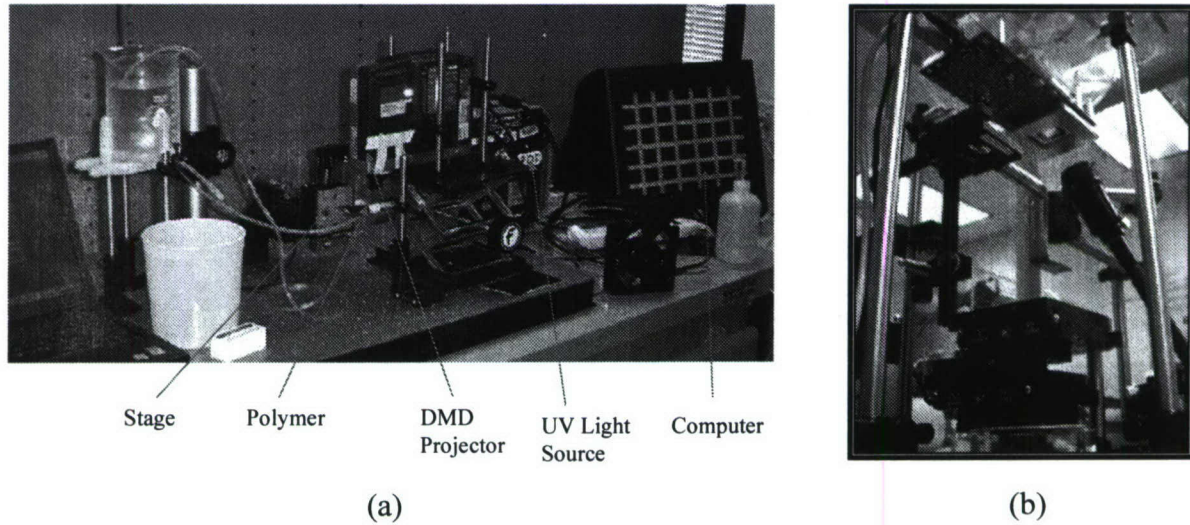 Stage
Polymer
DMD
Projector
UV Light
Source
Computer
(a)
(b)